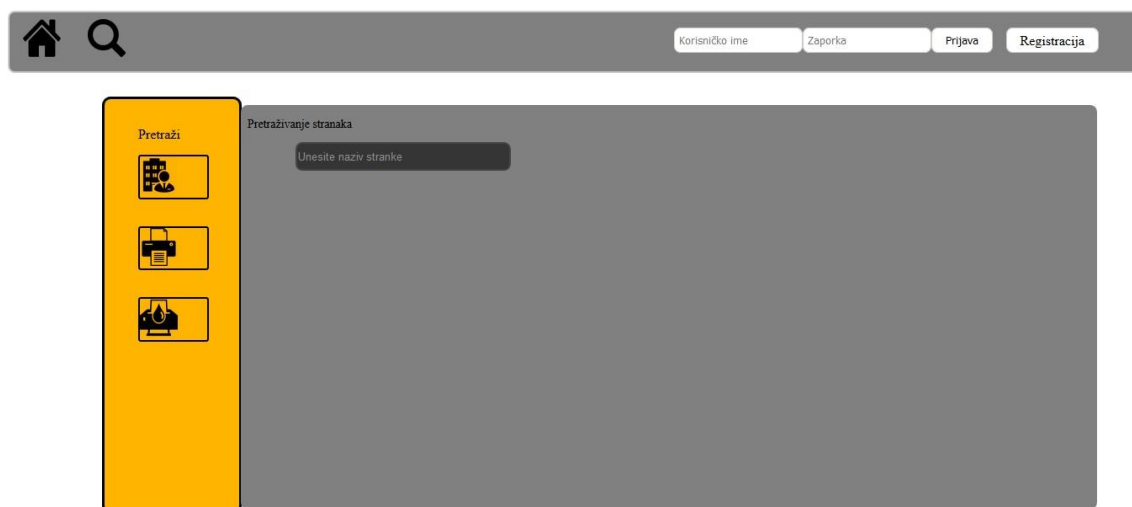 Korisničko ime
Zaporka
Prijava
Registracija
Pretraži
Pretraživanje stranaka
Unesite naziv stranke